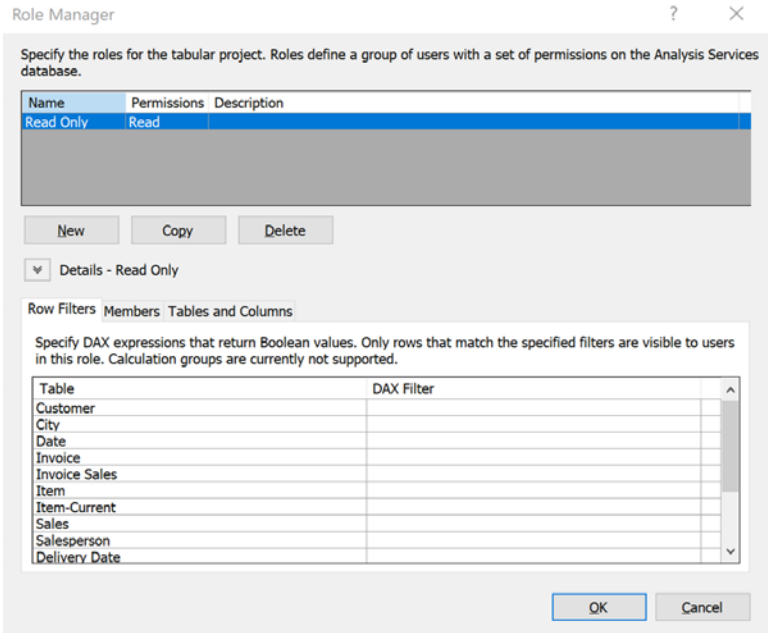 Role Manager ? ×
Specify the roles for the tabular project. Roles define a group of users with a set of permissions on the Analysis Services
database.
Name Permissions Description
Read Only Read
New Copy Delete
Details - Read Only
Row Filters Members Tables and Columns
Specify DAX expressions that return Boolean values. Only rows that match the specified filters are visible to users
in this role. Calculation groups are currently not supported.
Table DAX Filter
Customer
City
Date
Invoice
Invoice Sales
Item
Item-Current
Sales
Salesperson
Delivery Date
OK Cancel